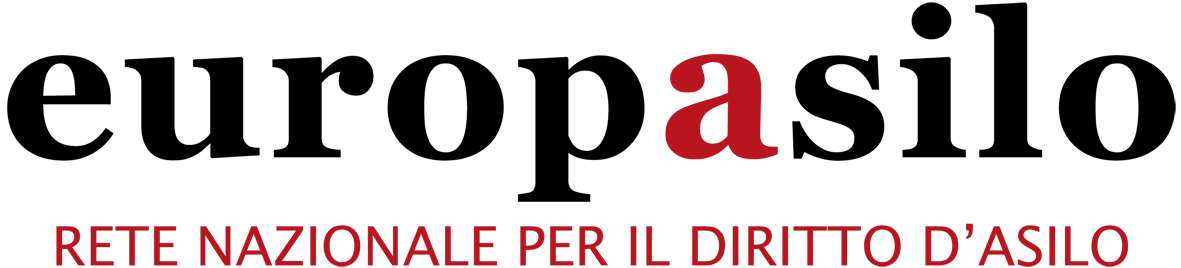 europasilo
RETE NAZIONALE PER IL DIRITTO D’ASILO